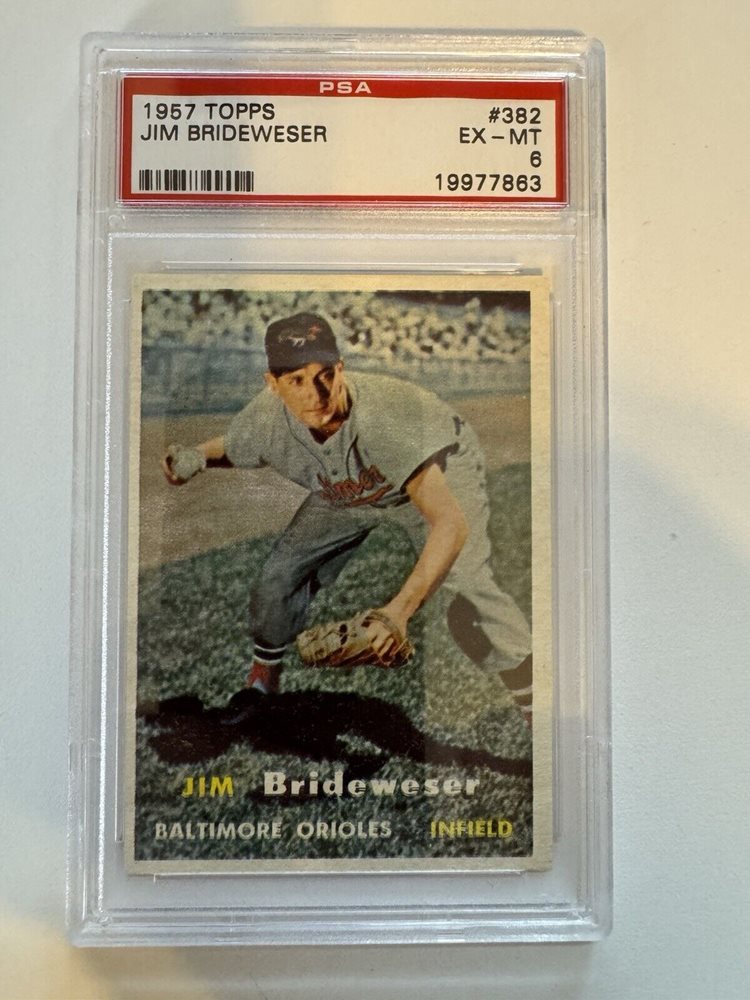 PSA
1957 TOPPS #382
JIM BRIDEWESER EX-MT
6
19977863
JIM Brideweser
BALTIMORE ORIOLES INFIELD